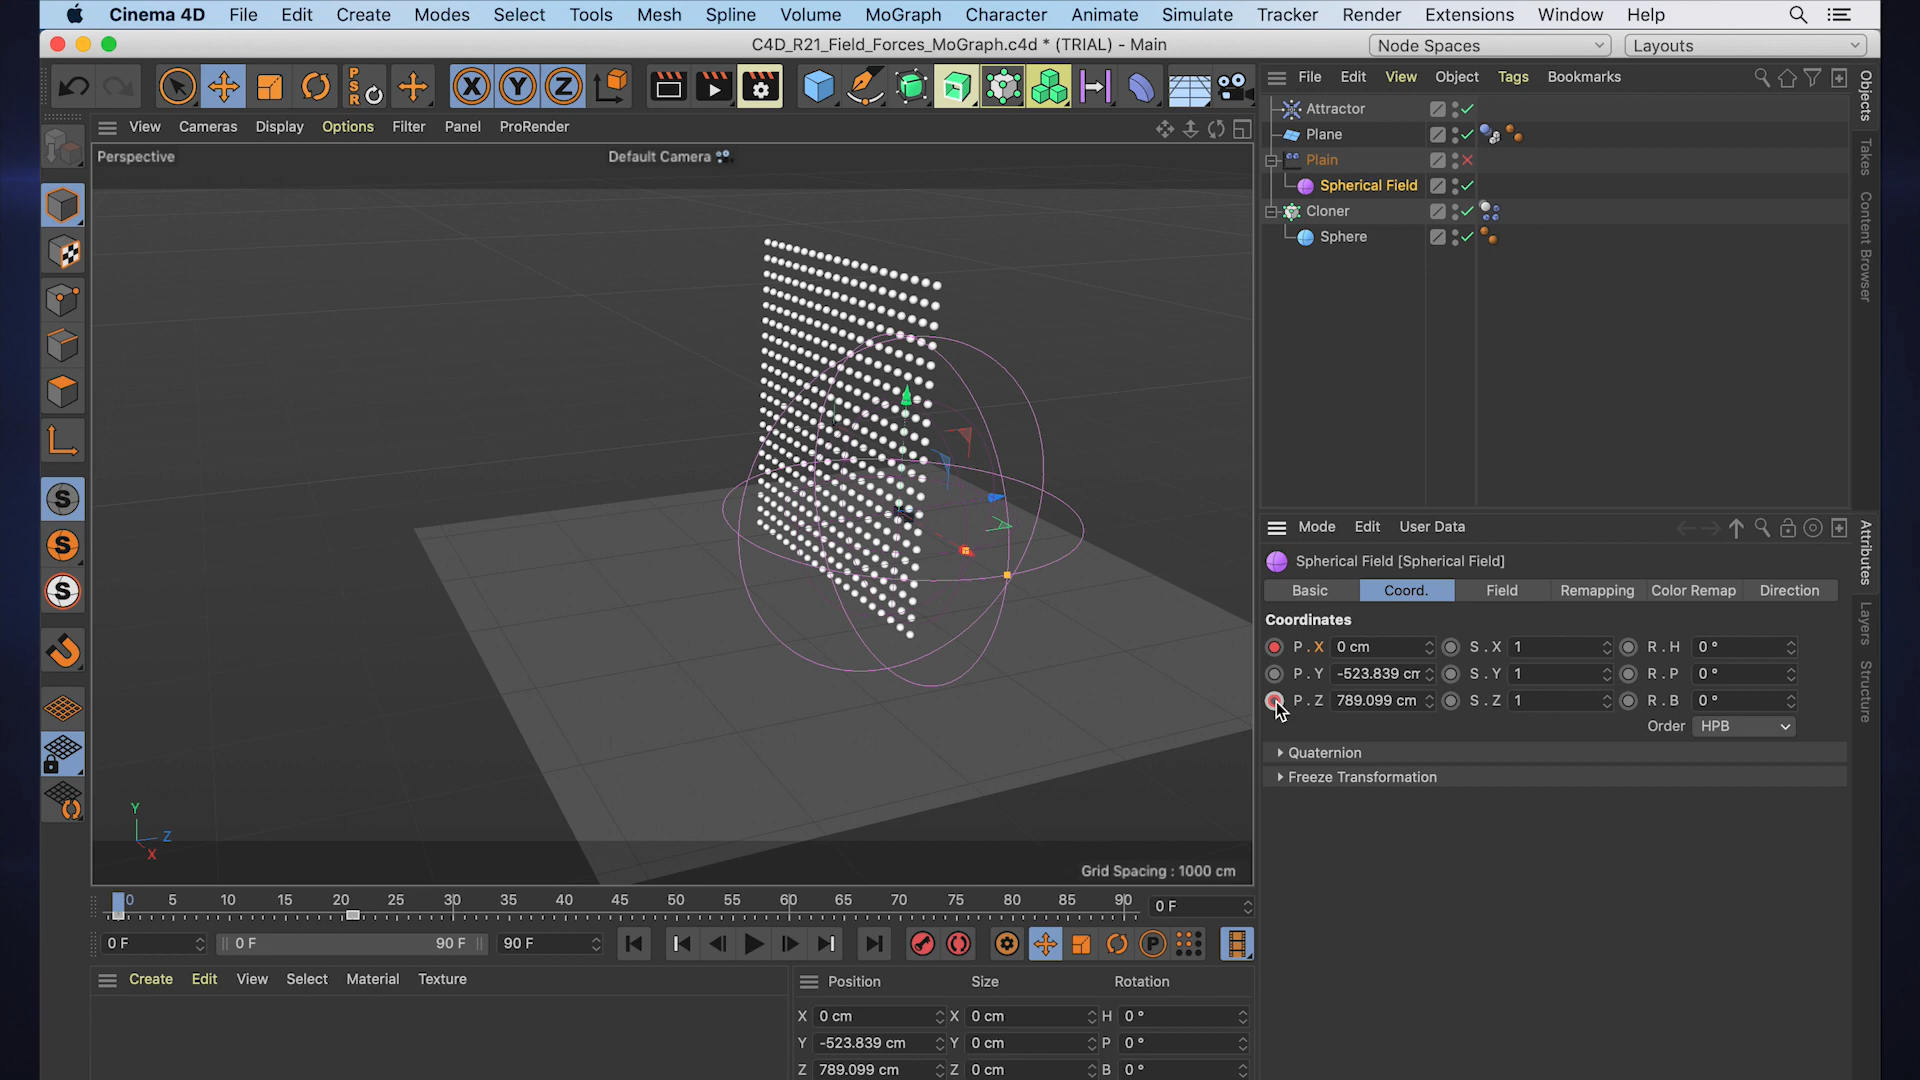 Cinema 4D File Edit Create Modes Select Tools Mesh Spline Volume MoGraph Character Animate Simulate Tracker Render Extensions Window Help
C4D_R21_Field_Forces_MoGraph.c4d * (TRIAL) - Main
Node Spaces
Layouts
PSR
X Y Z
File Edit View Object Tags Bookmarks
View Cameras Display Options Filter Panel ProRender
Perspective
Default Camera
Attractor
Plane
Plain
Spherical Field
Cloner
Sphere
Objects
Takes
Content Browser
S
S
S
Y
Z
X
Grid Spacing : 1000 cm
Mode Edit User Data
Spherical Field [Spherical Field]
Basic Coord. Field Remapping Color Remap Direction
Coordinates
P . X 0 cm S . X 1 R . H 0 °
P . Y -523.839 cm S . Y 1 R . P 0 °
P . Z 789.099 cm S . Z 1 R . B 0 °
Order HPB
Quaternion
Freeze Transformation
Attributes
Layers
Structure
0 5 10 15 20 25 30 35 40 45 50 55 60 65 70 75 80 85 90 0 F
0 F 0 F 90 F 90 F
P
Create Edit View Select Material Texture
Position Size Rotation
X 0 cm X 0 cm H 0 °
Y -523.839 cm Y 0 cm P 0 °
Z 789.099 cm Z 0 cm B 0 °